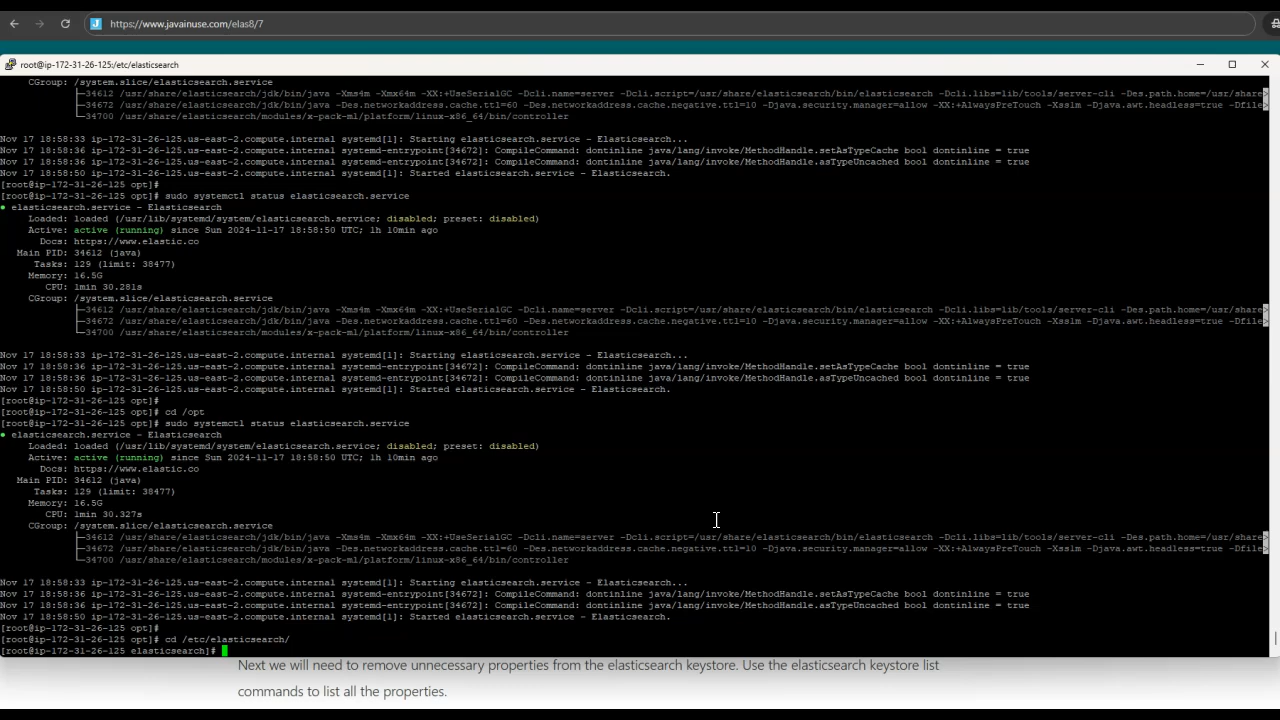 https://www.javainuse.com/elas8/7
root@ip-172-31-26-125:/etc/elasticsearch
CGroup: /system.slice/elasticsearch.service
├─34612 /usr/share/elasticsearch/jdk/bin/java -Xms4m -Xmx64m -XX:+UseSerialGC -Dcli.name=server -Dcli.script=/usr/share/elasticsearch/bin/elasticsearch -Dcli.libs=lib/tools/server-cli -Des.path.home=/usr/share>
├─34672 /usr/share/elasticsearch/jdk/bin/java -Des.networkaddress.cache.ttl=60 -Des.networkaddress.cache.negative.ttl=10 -Djava.security.manager=allow -XX:+AlwaysPreTouch -Xss1m -Djava.awt.headless=true -Dfile>
└─34700 /usr/share/elasticsearch/modules/x-pack-ml/platform/linux-x86_64/bin/controller
Nov 17 18:58:33 ip-172-31-26-125.us-east-2.compute.internal systemd[1]: Starting elasticsearch.service - Elasticsearch...
Nov 17 18:58:36 ip-172-31-26-125.us-east-2.compute.internal systemd-entrypoint[34672]: CompileCommand: dontinline java/lang/invoke/MethodHandle.setAsTypeCache bool dontinline = true
Nov 17 18:58:36 ip-172-31-26-125.us-east-2.compute.internal systemd-entrypoint[34672]: CompileCommand: dontinline java/lang/invoke/MethodHandle.asTypeUncached bool dontinline = true
Nov 17 18:58:50 ip-172-31-26-125.us-east-2.compute.internal systemd[1]: Started elasticsearch.service - Elasticsearch.
[root@ip-172-31-26-125 opt]#
[root@ip-172-31-26-125 opt]# sudo systemctl status elasticsearch.service
● elasticsearch.service - Elasticsearch
Loaded: loaded (/usr/lib/systemd/system/elasticsearch.service; disabled; preset: disabled)
Active: active (running) since Sun 2024-11-17 18:58:50 UTC; 1h 10min ago
Docs: https://www.elastic.co
Main PID: 34612 (java)
Tasks: 129 (limit: 38477)
Memory: 16.5G
CPU: 1min 30.281s
CGroup: /system.slice/elasticsearch.service
├─34612 /usr/share/elasticsearch/jdk/bin/java -Xms4m -Xmx64m -XX:+UseSerialGC -Dcli.name=server -Dcli.script=/usr/share/elasticsearch/bin/elasticsearch -Dcli.libs=lib/tools/server-cli -Des.path.home=/usr/share>
├─34672 /usr/share/elasticsearch/jdk/bin/java -Des.networkaddress.cache.ttl=60 -Des.networkaddress.cache.negative.ttl=10 -Djava.security.manager=allow -XX:+AlwaysPreTouch -Xss1m -Djava.awt.headless=true -Dfile>
└─34700 /usr/share/elasticsearch/modules/x-pack-ml/platform/linux-x86_64/bin/controller
Nov 17 18:58:33 ip-172-31-26-125.us-east-2.compute.internal systemd[1]: Starting elasticsearch.service - Elasticsearch...
Nov 17 18:58:36 ip-172-31-26-125.us-east-2.compute.internal systemd-entrypoint[34672]: CompileCommand: dontinline java/lang/invoke/MethodHandle.setAsTypeCache bool dontinline = true
Nov 17 18:58:36 ip-172-31-26-125.us-east-2.compute.internal systemd-entrypoint[34672]: CompileCommand: dontinline java/lang/invoke/MethodHandle.asTypeUncached bool dontinline = true
Nov 17 18:58:50 ip-172-31-26-125.us-east-2.compute.internal systemd[1]: Started elasticsearch.service - Elasticsearch.
[root@ip-172-31-26-125 opt]#
[root@ip-172-31-26-125 opt]# cd /opt
[root@ip-172-31-26-125 opt]# sudo systemctl status elasticsearch.service
● elasticsearch.service - Elasticsearch
Loaded: loaded (/usr/lib/systemd/system/elasticsearch.service; disabled; preset: disabled)
Active: active (running) since Sun 2024-11-17 18:58:50 UTC; 1h 10min ago
Docs: https://www.elastic.co
Main PID: 34612 (java)
Tasks: 129 (limit: 38477)
Memory: 16.5G
CPU: 1min 30.327s
CGroup: /system.slice/elasticsearch.service
├─34612 /usr/share/elasticsearch/jdk/bin/java -Xms4m -Xmx64m -XX:+UseSerialGC -Dcli.name=server -Dcli.script=/usr/share/elasticsearch/bin/elasticsearch -Dcli.libs=lib/tools/server-cli -Des.path.home=/usr/share>
├─34672 /usr/share/elasticsearch/jdk/bin/java -Des.networkaddress.cache.ttl=60 -Des.networkaddress.cache.negative.ttl=10 -Djava.security.manager=allow -XX:+AlwaysPreTouch -Xss1m -Djava.awt.headless=true -Dfile>
└─34700 /usr/share/elasticsearch/modules/x-pack-ml/platform/linux-x86_64/bin/controller
Nov 17 18:58:33 ip-172-31-26-125.us-east-2.compute.internal systemd[1]: Starting elasticsearch.service - Elasticsearch...
Nov 17 18:58:36 ip-172-31-26-125.us-east-2.compute.internal systemd-entrypoint[34672]: CompileCommand: dontinline java/lang/invoke/MethodHandle.setAsTypeCache bool dontinline = true
Nov 17 18:58:36 ip-172-31-26-125.us-east-2.compute.internal systemd-entrypoint[34672]: CompileCommand: dontinline java/lang/invoke/MethodHandle.asTypeUncached bool dontinline = true
Nov 17 18:58:50 ip-172-31-26-125.us-east-2.compute.internal systemd[1]: Started elasticsearch.service - Elasticsearch.
[root@ip-172-31-26-125 opt]#
[root@ip-172-31-26-125 opt]# cd /etc/elasticsearch/
[root@ip-172-31-26-125 elasticsearch]#
Next we will need to remove unnecessary properties from the elasticsearch keystore. Use the elasticsearch keystore list
commands to list all the properties.